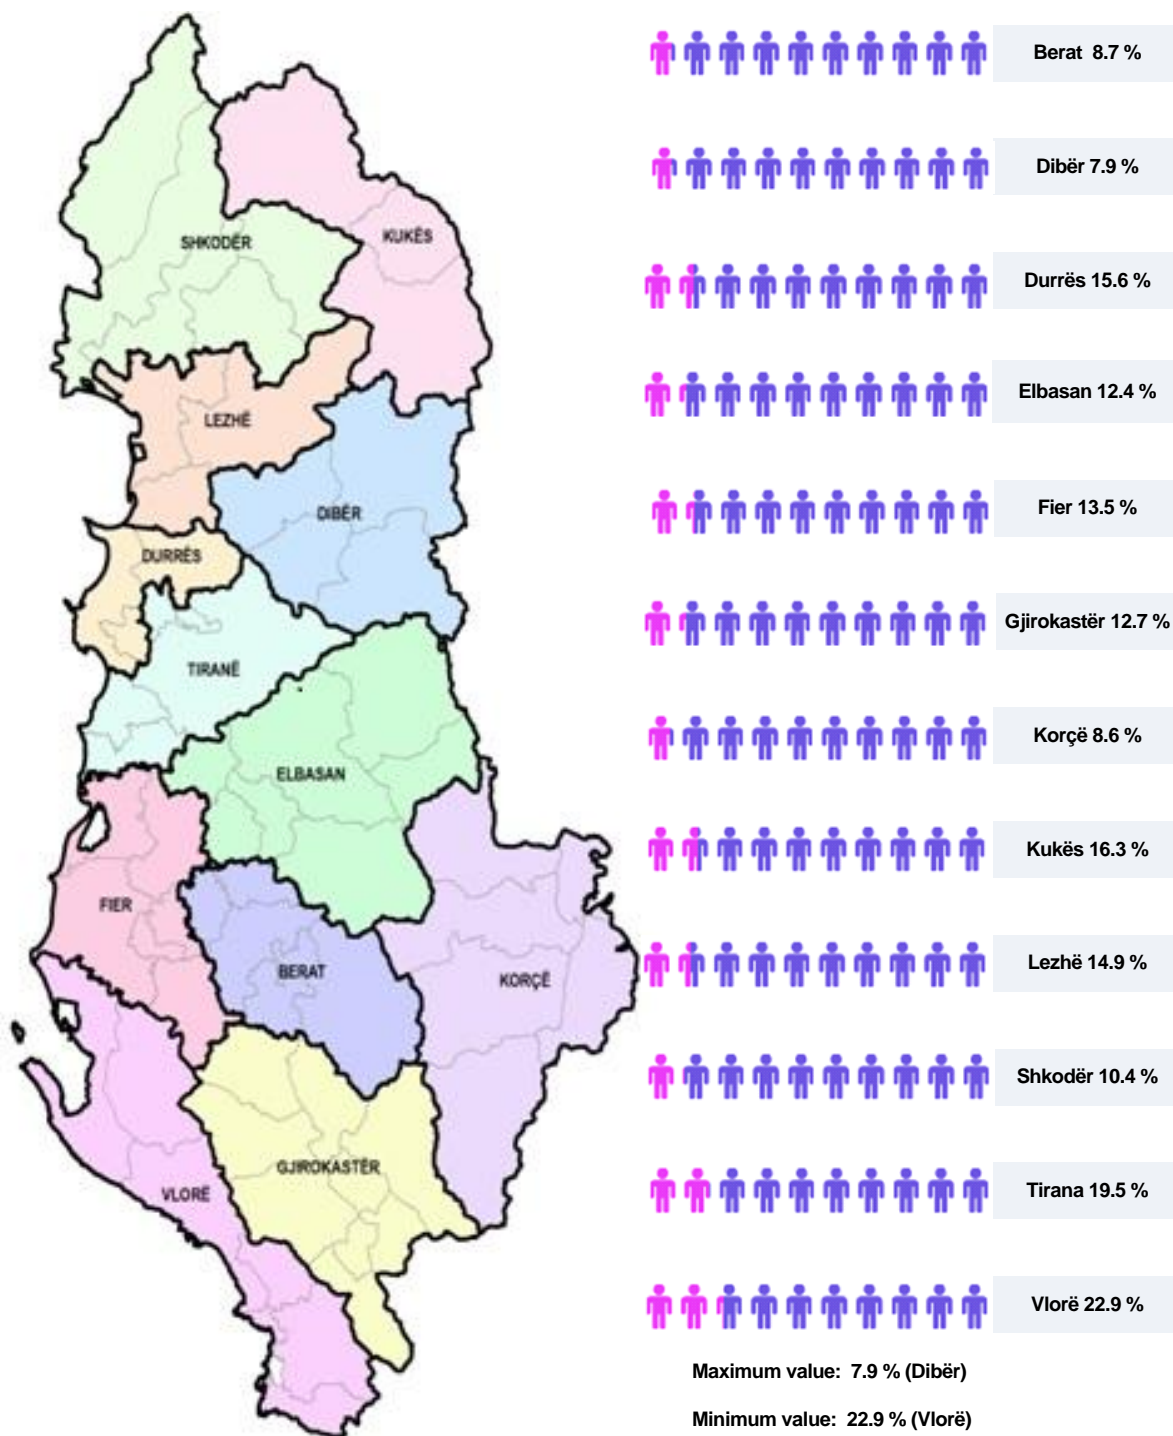 SHKODËR
KUKËS
LEZHË
DIBËR
DURRËS
TIRANË
ELBASAN
FIER
BERAT
KORÇË
GJIROKASTËR
VLORË
Berat 8.7 %
Dibër 7.9 %
Durrës 15.6 %
Elbasan 12.4 %
Fier 13.5 %
Gjirokastër 12.7 %
Korçë 8.6 %
Kukës 16.3 %
Lezhë 14.9 %
Shkodër 10.4 %
Tirana 19.5 %
Vlorë 22.9 %
Maximum value: 7.9 % (Dibër)
Minimum value: 22.9 % (Vlorë)